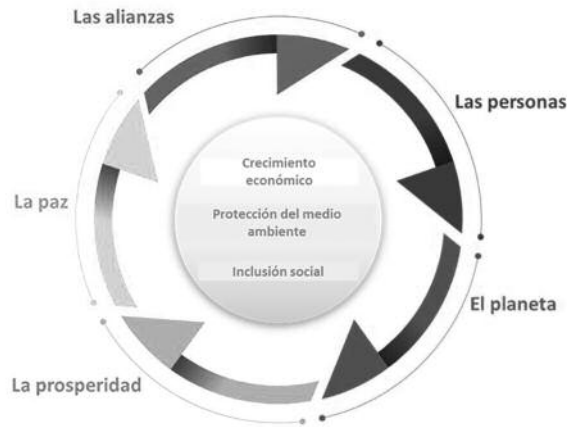 Las alianzas
Las personas
Crecimiento
económico
La paz
Protección del medio
ambiente
Inclusión social
El planeta
La prosperidad